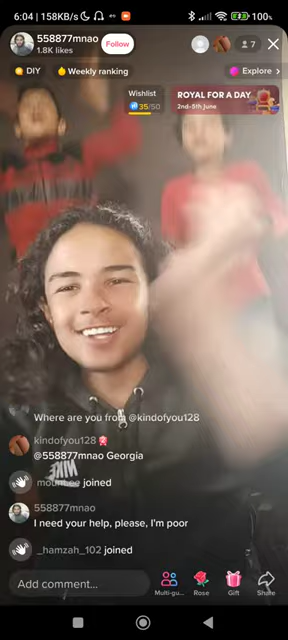 6:04 | 158KB/s
100%
558877mnao
1.8K likes
Follow
7
DIY
Weekly ranking
Explore >
Wishlist
35/50
ROYAL FOR A DAY
2nd-5th June
Where are you from @kindofyou128
kindofyou128
@558877mnao Georgia
NIKE
joined
558877mnao
I need your help, please, I'm poor
_hamzah_102 joined
Add comment...
Multi-gu...
Rose
Gift
Share